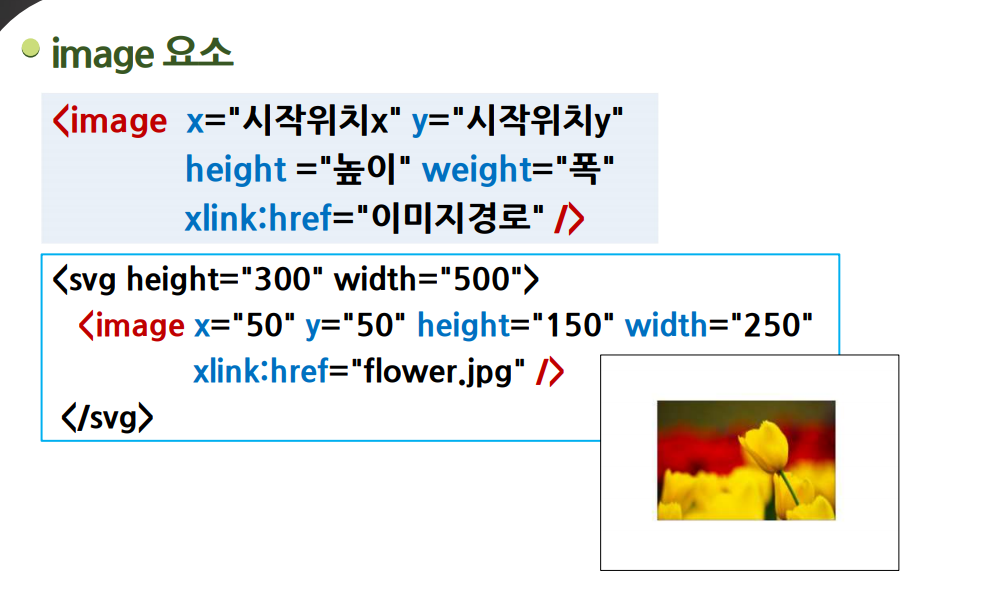 image 요소
<image x="시작위치x" y="시작위치y"
height ="높이" weight="폭"
xlink:href="이미지경로" />
<svg height="300" width="500">
<image x="50" y="50" height="150" width="250"
xlink:href="flower.jpg" />
</svg>